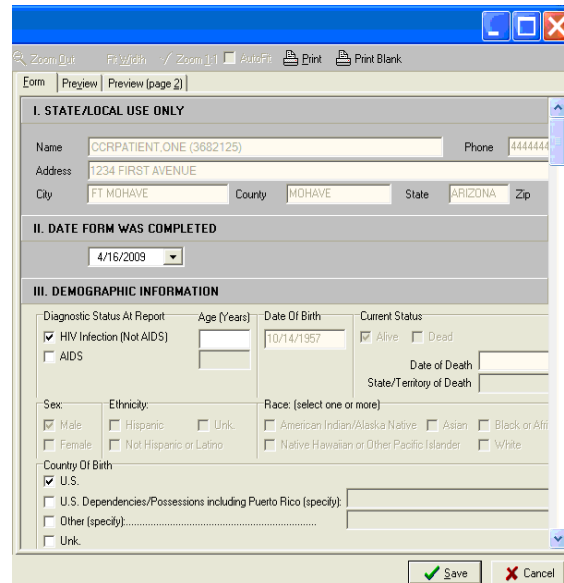 Zoom Out Fit Width Zoom 1:1 AutoFit Print Print Blank
Form Preview Preview (page 2)
I. STATE/LOCAL USE ONLY
Name CCRPATIENT,ONE (3682125) Phone 4444444
Address 1234 FIRST AVENUE
City FT MOHAVE County MOHAVE State ARIZONA Zip
II. DATE FORM WAS COMPLETED
4/16/2009
III. DEMOGRAPHIC INFORMATION
Diagnostic Status At Report Age (Years) Date Of Birth Current Status
HIV Infection (Not AIDS) 10/14/1957 Alive Dead
AIDS Date of Death
State/Territory of Death
Sex: Ethnicity: Race: (select one or more)
Male Hispanic Unk. American Indian/Alaska Native Asian Black or Afri
Female Not Hispanic or Latino Native Hawaiian or Other Pacific Islander White
Country Of Birth
U.S.
U.S. Dependencies/Possessions including Puerto Rico (specify):
Other (specify):................................................................
Unk.
Save Cancel